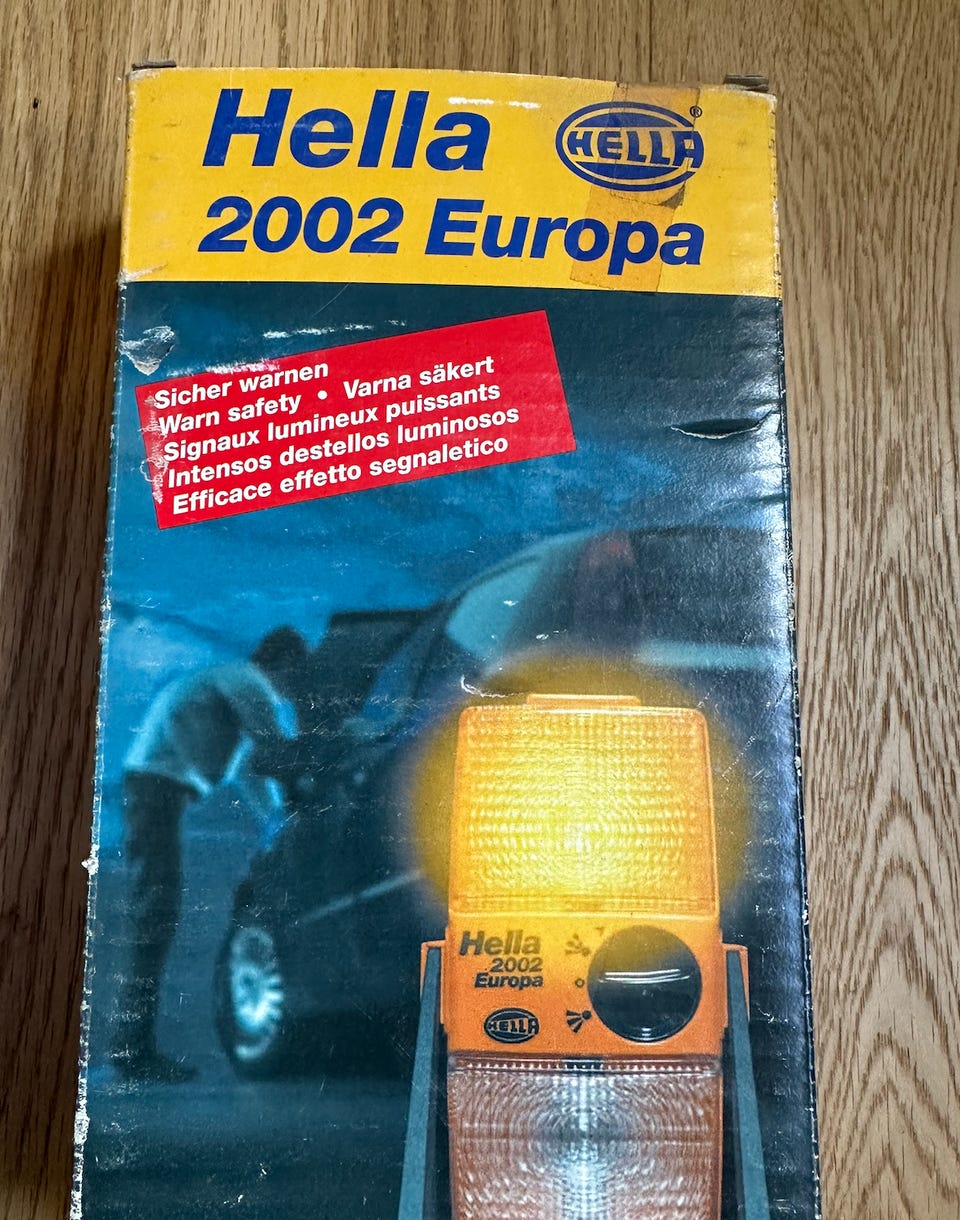 Hella
HELLA®
2002 Europa
Sicher warnen
Warn safety • Varna säkert
Signaux lumineux puissants
Intensos destellos luminosos
Efficace effetto segnaletico
Hella
2002
Europa
HELLA